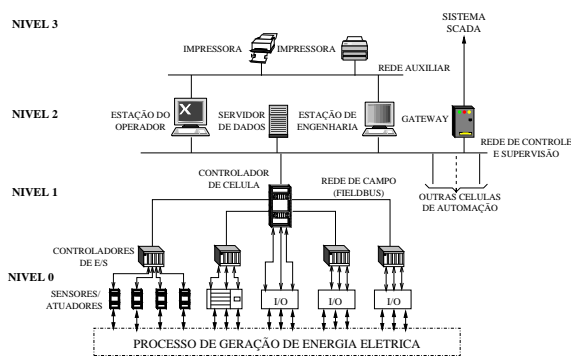 NIVEL 3
SISTEMA
SCADA
IMPRESSORA
IMPRESSORA
REDE AUXILIAR
NIVEL 2
ESTAÇÃO DO
OPERADOR
SERVIDOR
DE DADOS
ESTAÇÃO DE
ENGENHARIA
GATEWAY
REDE DE CONTROLE
E SUPERVISÃO
CONTROLADOR
DE CELULA
NIVEL 1
REDE DE CAMPO
(FIELDBUS)
OUTRAS CELULAS
DE AUTOMAÇÃO
CONTROLADORES
DE E/S
NIVEL 0
SENSORES/
ATUADORES
I/O
I/O
I/O
PROCESSO DE GERAÇÃO DE ENERGIA ELETRICA